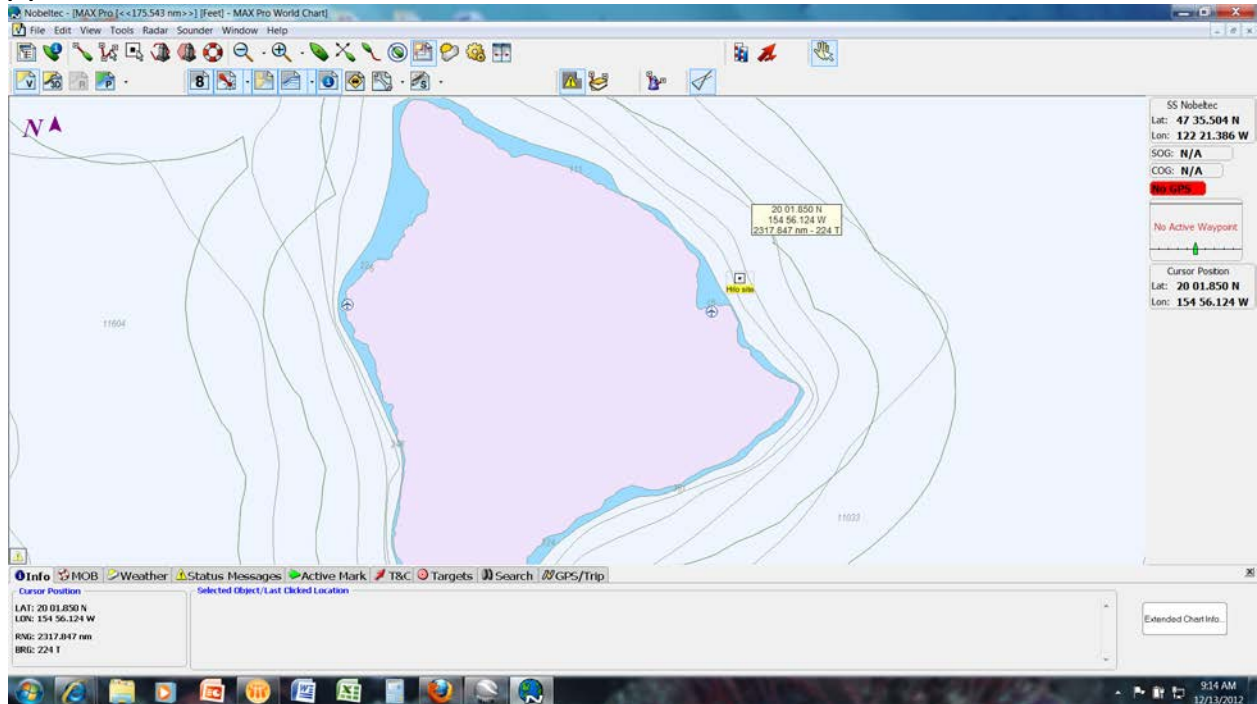 Nobeltec - [MAX Pro [<<175.543 nm>>] [Feet] - MAX Pro World Chart]
File Edit View Tools Radar Sounder Window Help
V 3D R P 8 S
N
SS Nobeltec
Lat: 47 35.504 N
Lon: 122 21.386 W
SOG: N/A
COG: N/A
No GPS
No Active Waypoint
Cursor Position
Lat: 20 01.850 N
Lon: 154 56.124 W
20 01.850 N
154 56.124 W
2317.847 nm - 224 T
Hilo site
11604
11033
Info MOB Weather Status Messages Active Mark T&C Targets Search GPS/Trip
Cursor Position
LAT: 20 01.850 N
LON: 154 56.124 W
RNG: 2317.847 nm
BRG: 224 T
Selected Object/Last Clicked Location
Extended Chart Info...
9:14 AM
12/13/2012